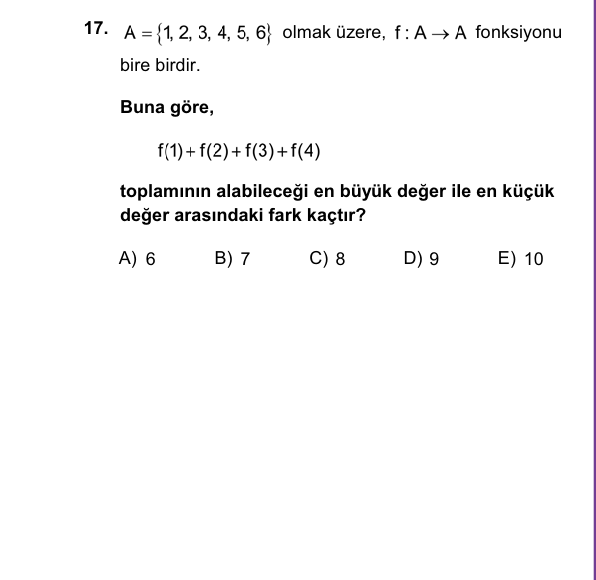 17. A = {1, 2, 3, 4, 5, 6} olmak üzere, f : A → A fonksiyonu
bire birdir.
Buna göre,
f(1) + f(2) + f(3) + f(4)
toplamının alabileceği en büyük değer ile en küçük
değer arasındaki fark kaçtır?
A) 6 B) 7 C) 8 D) 9 E) 10